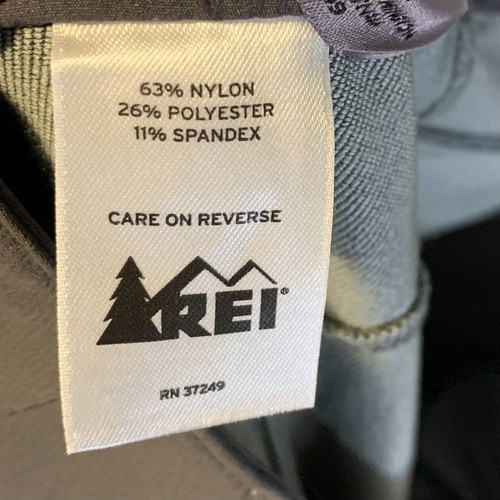 63% NYLON
26% POLYESTER
11% SPANDEX
CARE ON REVERSE
REI®
RN 37249